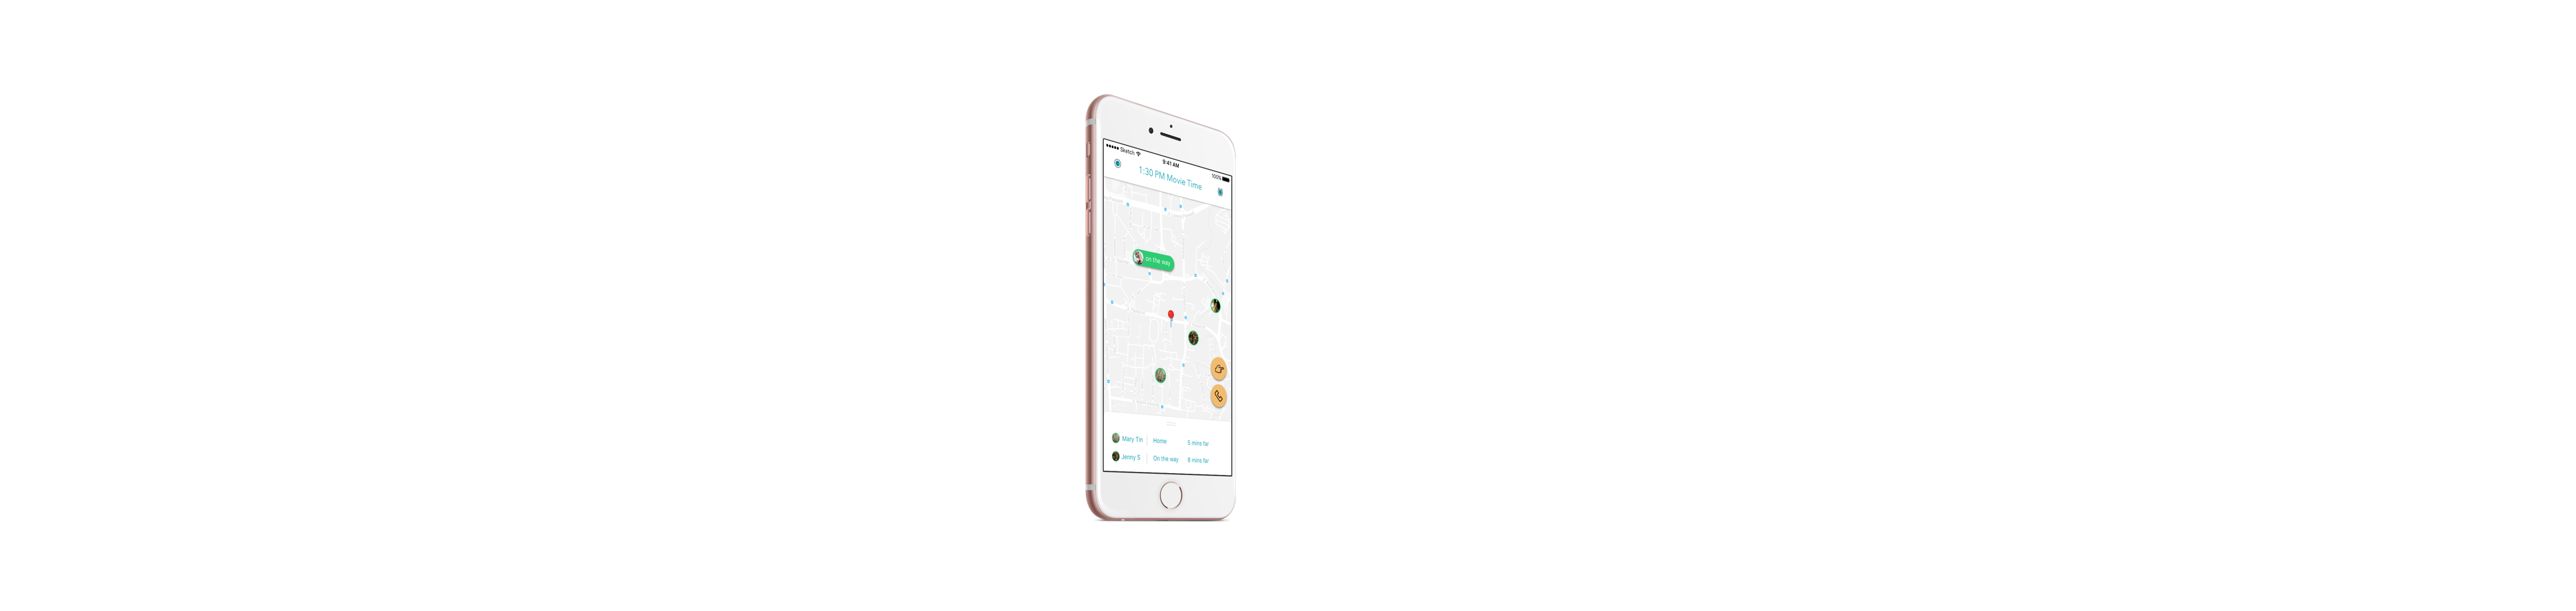 Sketch
9:41 AM
100%
1:30 PM Movie Time
on the way
Mary Tin Home 5 mins far
Jenny S On the way 8 mins far